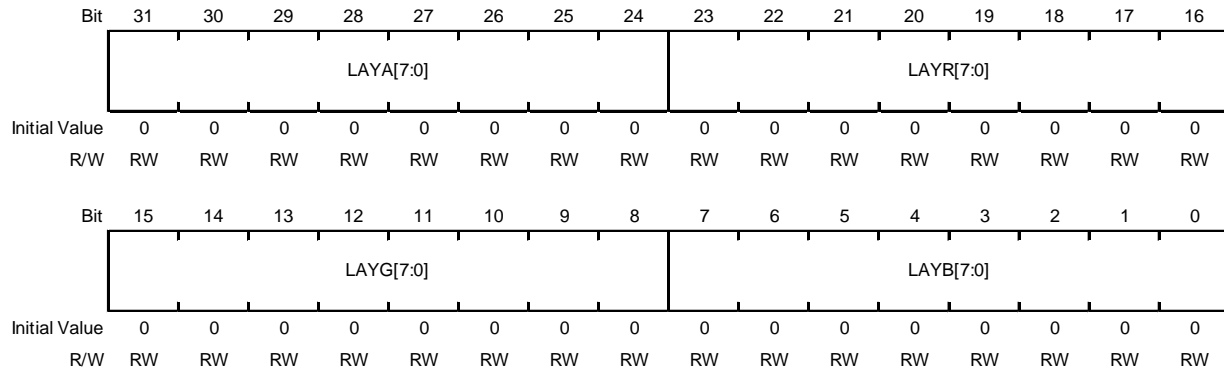 Bit 31 30 29 28 27 26 25 24 23 22 21 20 19 18 17 16
LAYA[7:0] LAYR[7:0]
Initial Value 0 0 0 0 0 0 0 0 0 0 0 0 0 0 0 0
R/W RW RW RW RW RW RW RW RW RW RW RW RW RW RW RW RW
Bit 15 14 13 12 11 10 9 8 7 6 5 4 3 2 1 0
LAYG[7:0] LAYB[7:0]
Initial Value 0 0 0 0 0 0 0 0 0 0 0 0 0 0 0 0
R/W RW RW RW RW RW RW RW RW RW RW RW RW RW RW RW RW